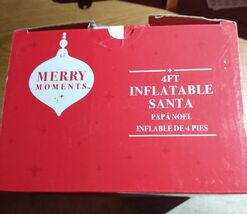 MERRY
MOMENTS
4FT
INFLATABLE
SANTA
PAPÁ NOEL
INFLABLE DE 4 PIES